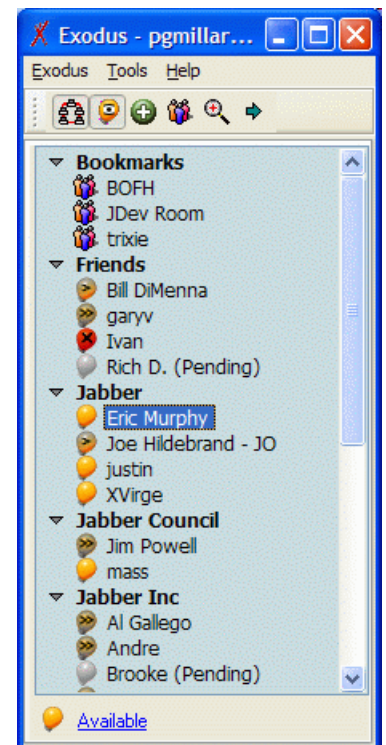 Exodus - pgmillar...
Exodus Tools Help
Bookmarks
BOFH
JDev Room
trixie
Friends
Bill DiMenna
garyv
Ivan
Rich D. (Pending)
Jabber
Eric Murphy
Joe Hildebrand - JO
justin
XVirge
Jabber Council
Jim Powell
mass
Jabber Inc
Al Gallego
Andre
Brooke (Pending)
Available